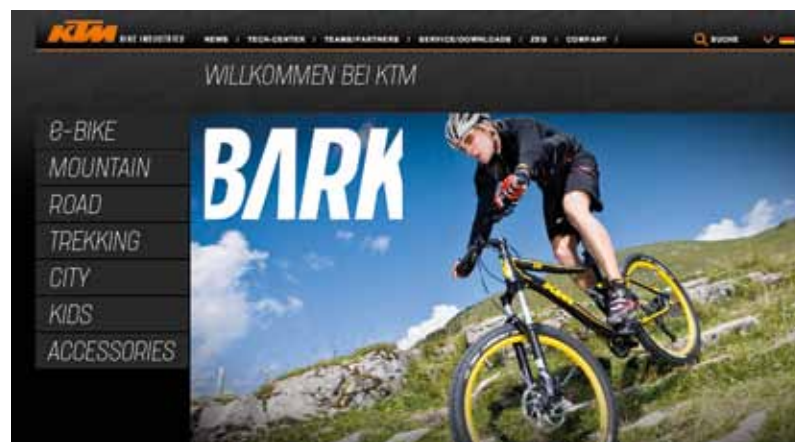 KTM BIKE INDUSTRIES NEWS / TECH-CENTER / TEAMS/PARTNERS / SERVICE/DOWNLOADS / ZEG / COMPANY / SUCHE
WILLKOMMEN BEI KTM
e-BIKE
MOUNTAIN
ROAD
TREKKING
CITY
KIDS
ACCESSORIES
BARK
KTM